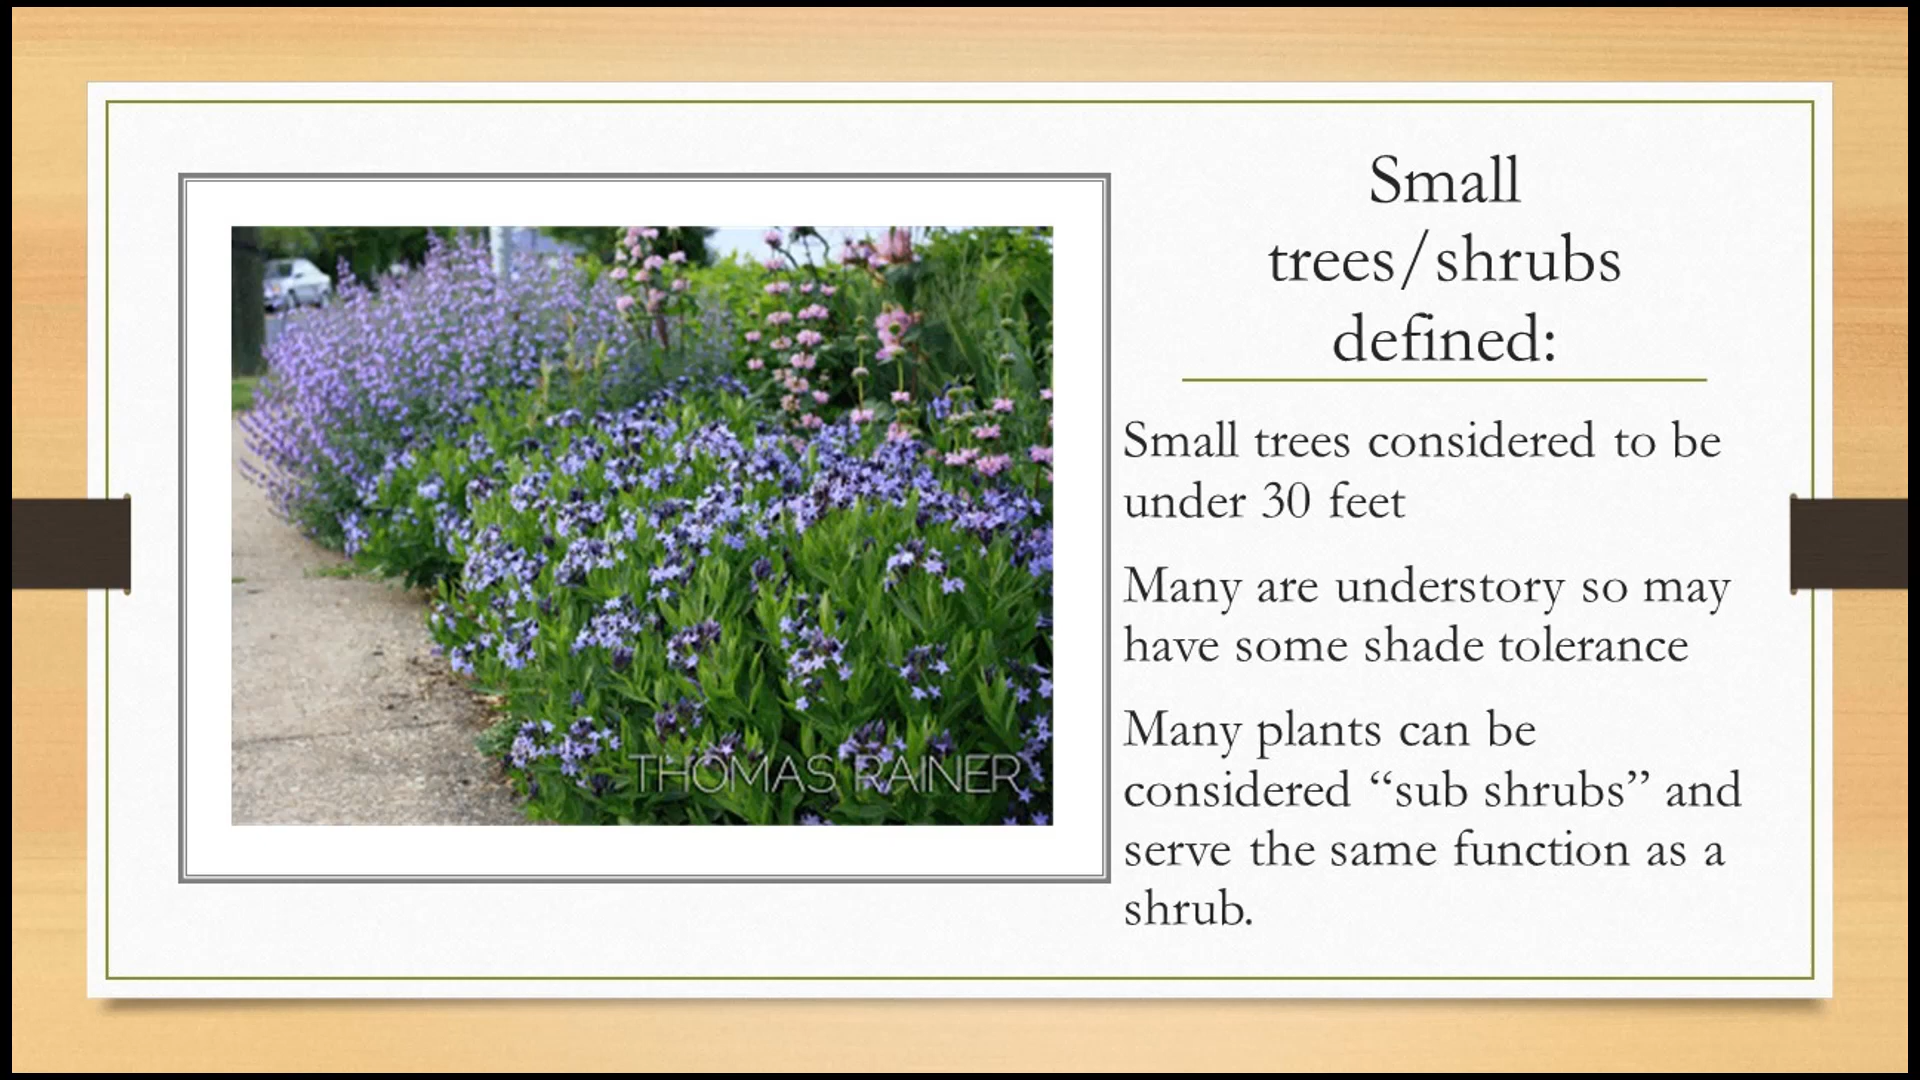 Small
trees/shrubs
defined:
Small trees considered to be
under 30 feet
Many are understory so may
have some shade tolerance
Many plants can be
considered “sub shrubs” and
serve the same function as a
shrub.
THOMAS RAINER